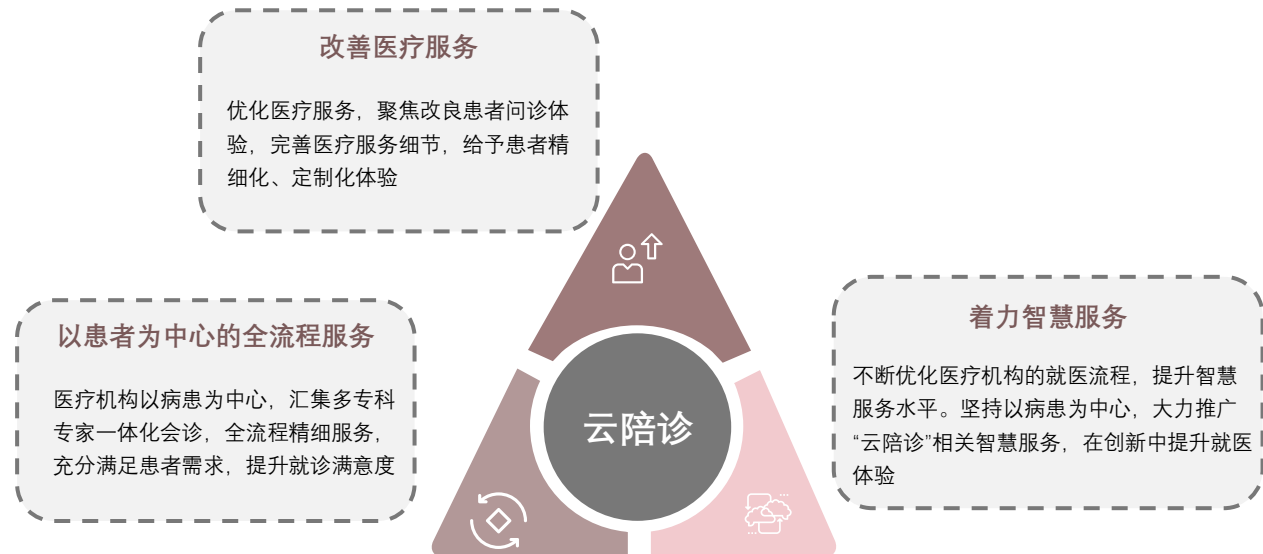 改善医疗服务
优化医疗服务，聚焦改良患者问诊体
验，完善医疗服务细节，给予患者精
细化、定制化体验
以患者为中心的全流程服务
医疗机构以病患为中心，汇集多专科
专家一体化会诊，全流程精细服务，
充分满足患者需求，提升就诊满意度
云陪诊
着力智慧服务
不断优化医疗机构的就医流程，提升智慧
服务水平。坚持以病患为中心，大力推广
“云陪诊”相关智慧服务，在创新中提升就医
体验